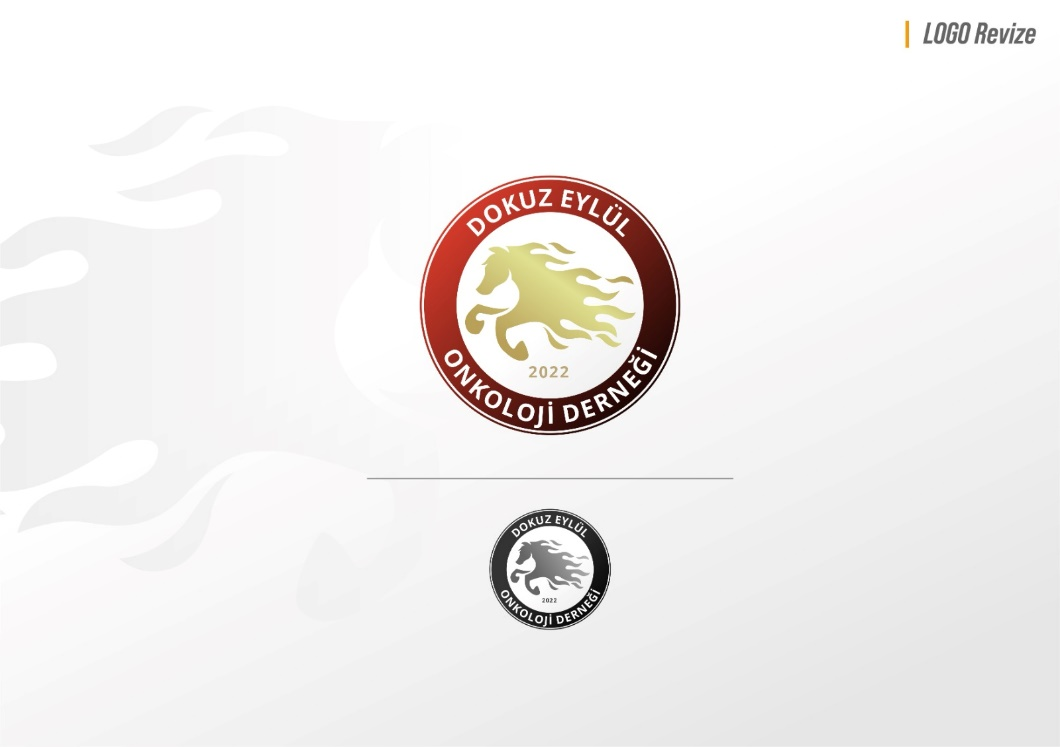 LOGO Revize
DOKUZ EYLÜL
2022
ONKOLOJİ DERNEĞİ
DOKUZ EYLÜL
2022
ONKOLOJİ DERNEĞİ